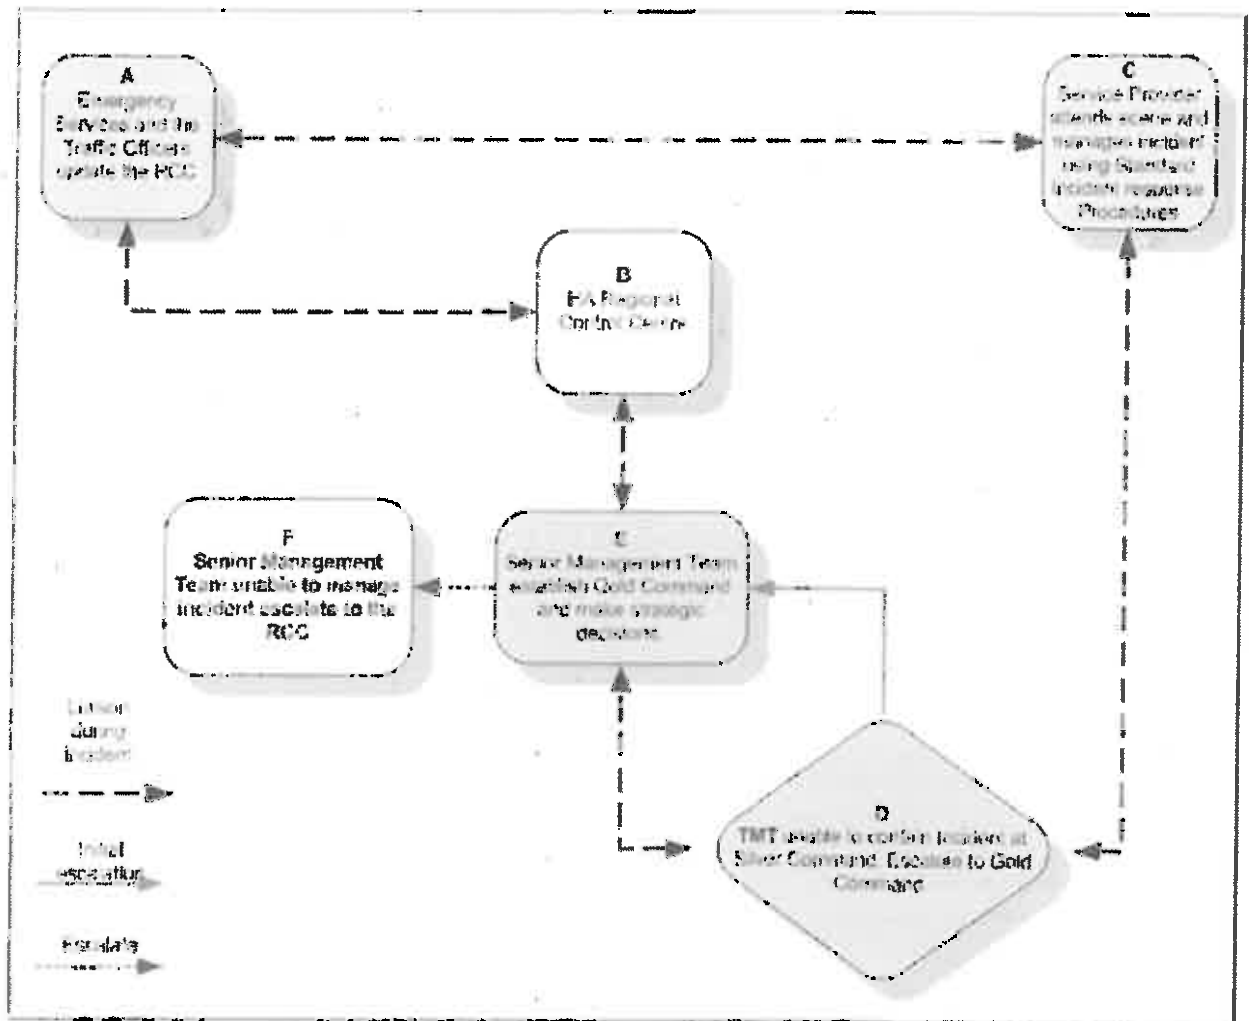 A
Emergency
Services and the
Traffic Officers
update the RCC
C
Service Provider
attends scene and
manages incident
using Standard
Incident response
Procedures
B
HA Regional
Control Centre
F
Senior Management
Team unable to manage
incident escalate to the
RCC
E
Senior Management Team
establish Gold Command
and make strategic
decisions
Liaison
during
incident
D
TMT unable to contain incident at
Silver Command. Escalate to Gold
Command
Initial
escalation
Escalate